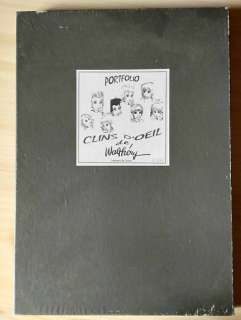 PORTFOLIO
CLINS D'OEIL
de
Walthéry